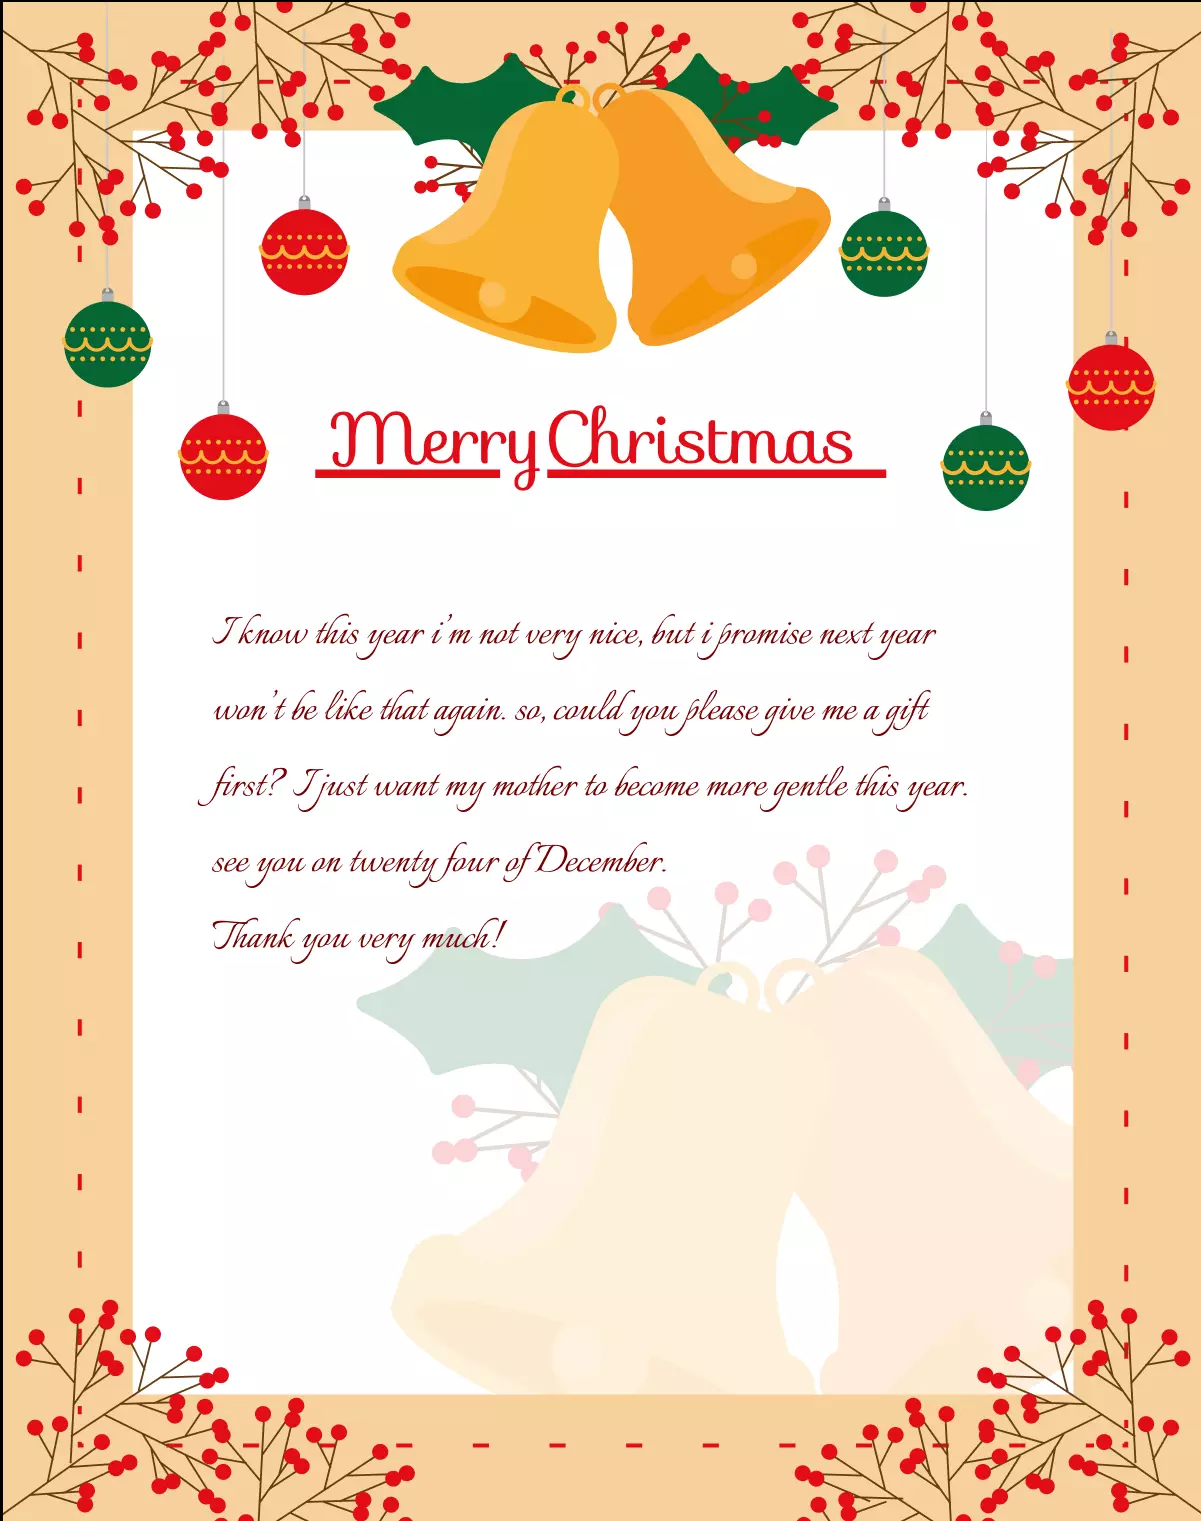 Merry Christmas
I know this year i'm not very nice, but i promise next year
won't be like that again. so, could you please give me a gift
first? I just want my mother to become more gentle this year.
see you on twenty four of December.
Thank you very much!